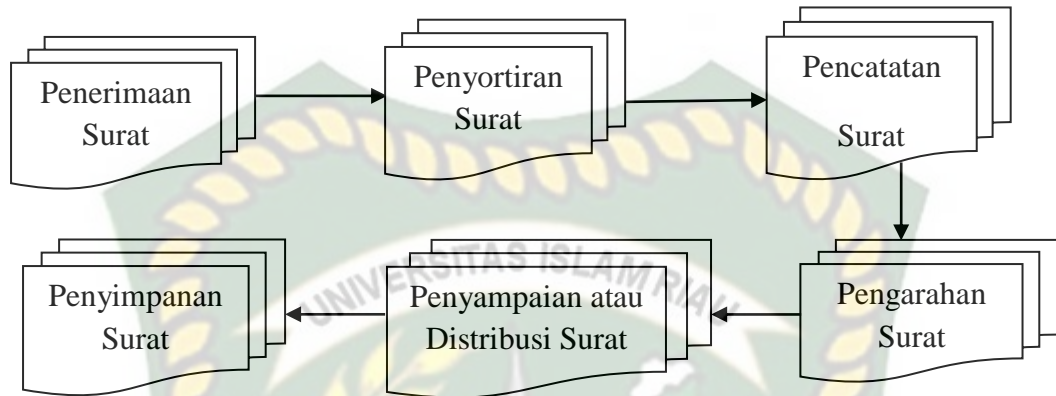 Penerimaan
Surat
Penyortiran
Surat
Pencatatan
Surat
Pengarahan
Surat
Penyampaian atau
Distribusi Surat
Penyimpanan
Surat
UNIVERSITAS ISLAM RIAU